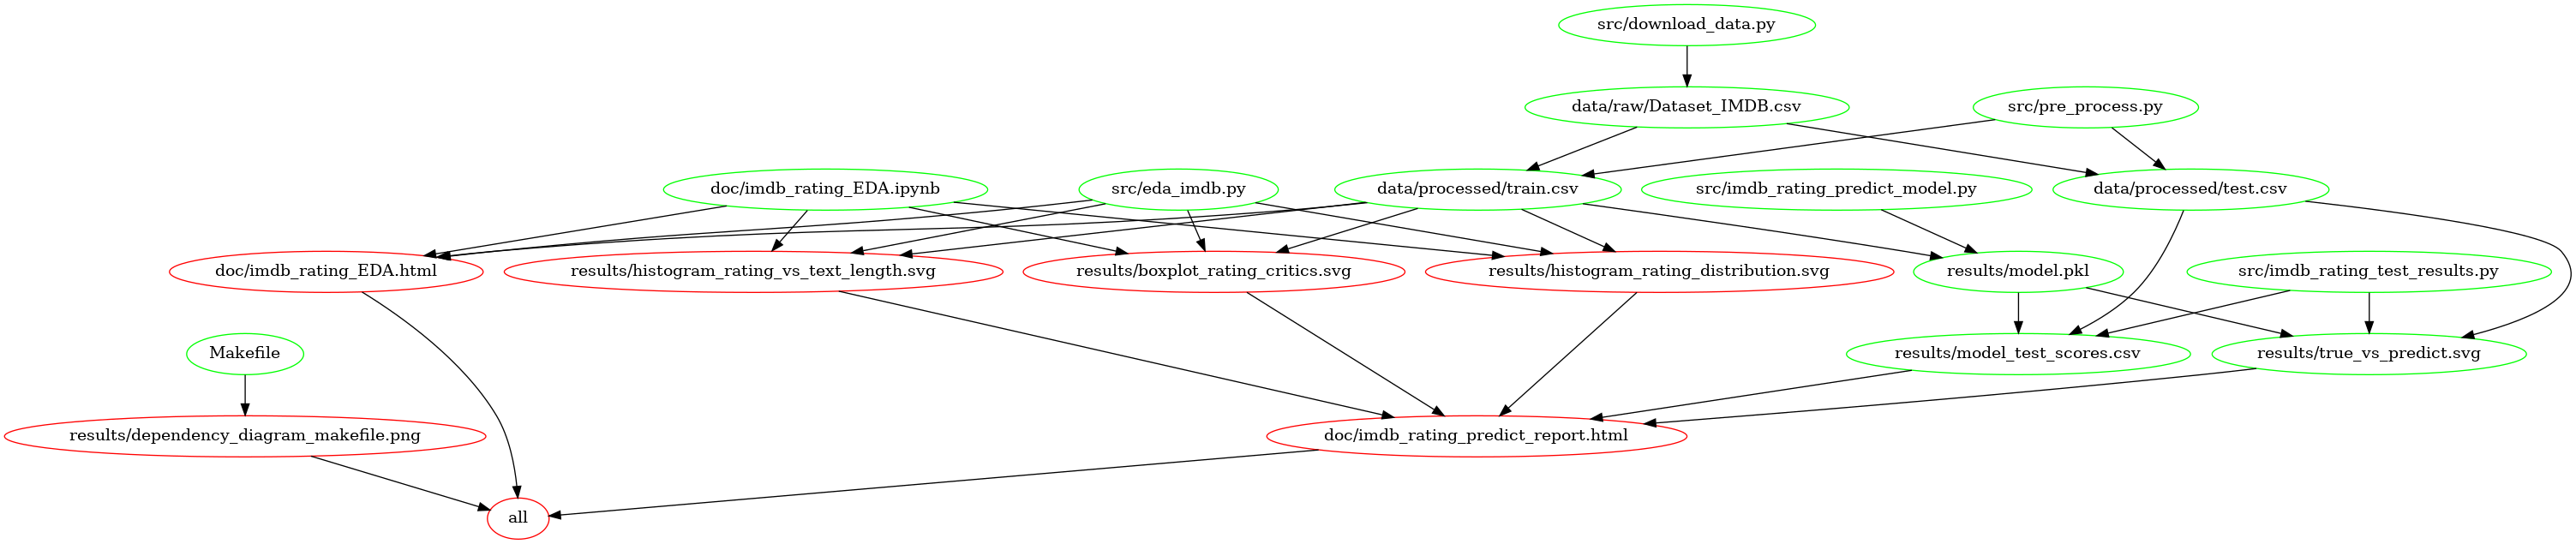 src/download_data.py
data/raw/Dataset_IMDB.csv
src/pre_process.py
doc/imdb_rating_EDA.ipynb
src/eda_imdb.py
data/processed/train.csv
src/imdb_rating_predict_model.py
data/processed/test.csv
doc/imdb_rating_EDA.html
results/histogram_rating_vs_text_length.svg
results/boxplot_rating_critics.svg
results/histogram_rating_distribution.svg
results/model.pkl
src/imdb_rating_test_results.py
Makefile
results/model_test_scores.csv
results/true_vs_predict.svg
results/dependency_diagram_makefile.png
doc/imdb_rating_predict_report.html
all